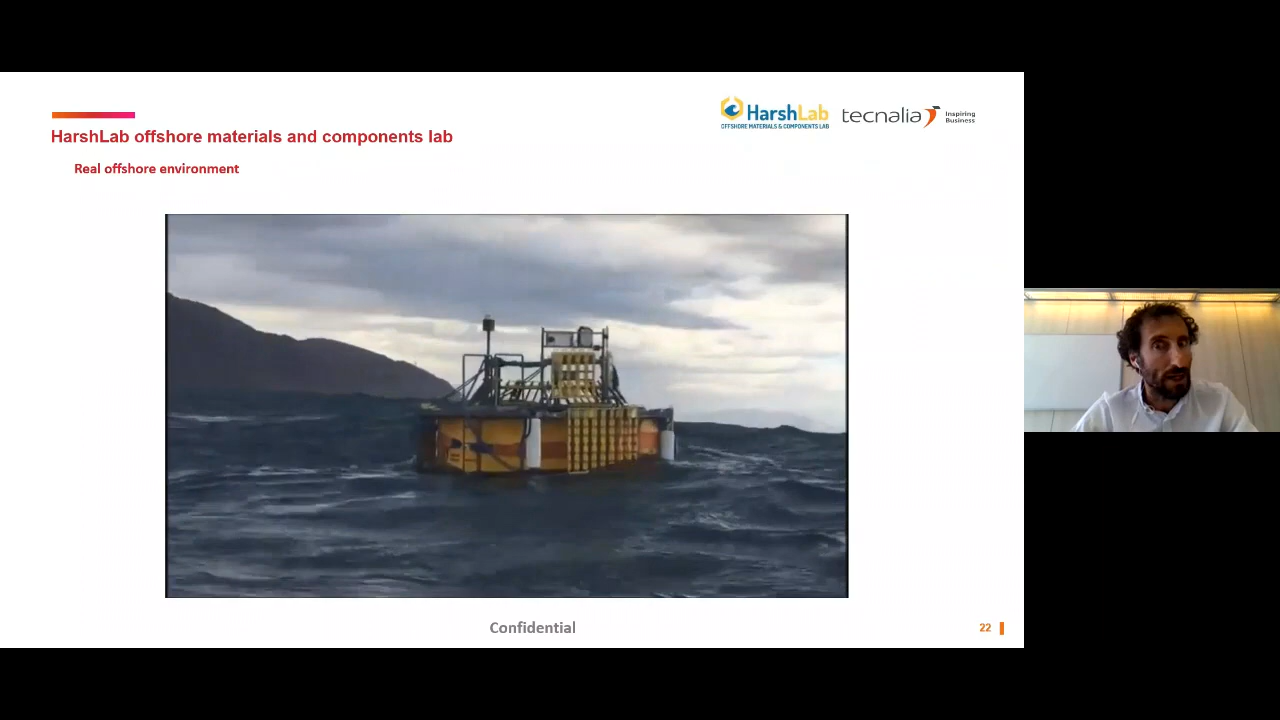 HarshLab
OFFSHORE MATERIALS & COMPONENTS LAB
tecnalia
Inspiring
Business
HarshLab offshore materials and components lab
Real offshore environment
Confidential
22